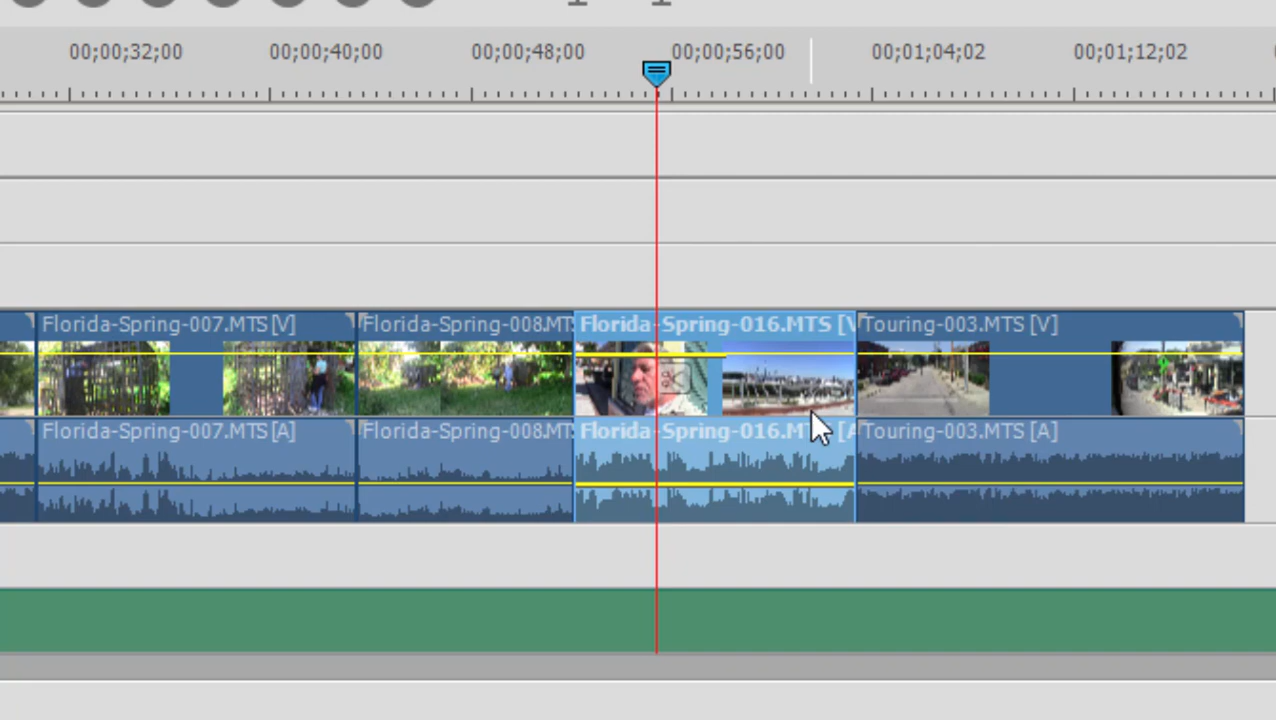 00;00;32;00 00;00;40;00 00;00;48;00 00;00;56;00 00;01;04;02 00;01;12;02
Florida-Spring-007.MTS [V] Florida-Spring-008.MT Florida-Spring-016.MTS [V Touring-003.MTS [V]
Florida-Spring-007.MTS [A] Florida-Spring-008.MT Florida-Spring-016.MT [A Touring-003.MTS [A]